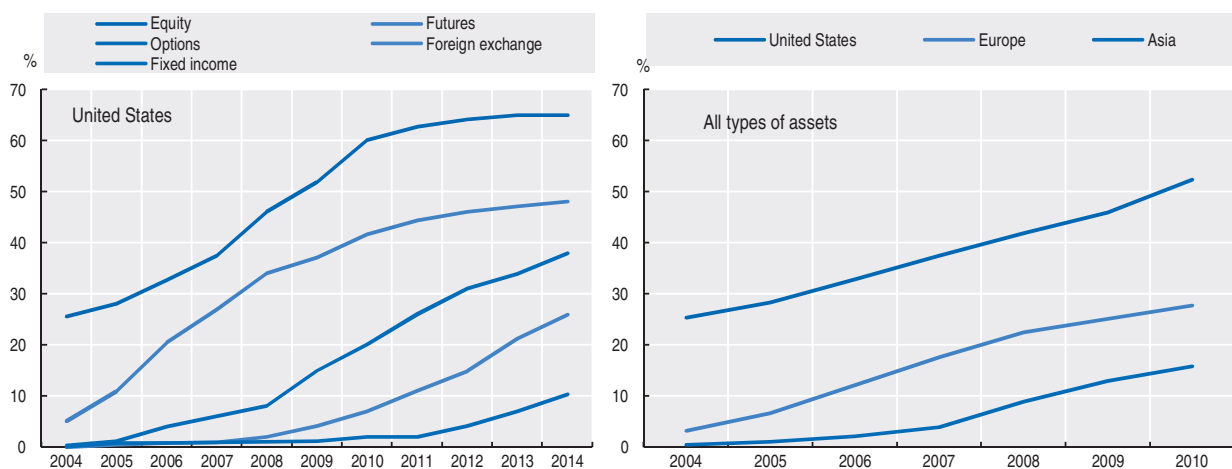 Equity Futures
Options Foreign exchange
Fixed income
%
70
60
50
40
30
20
10
0
United States
2004 2005 2006 2007 2008 2009 2010 2011 2012 2013 2014
United States Europe Asia
%
70
60
50
40
30
20
10
0
All types of assets
2004 2005 2006 2007 2008 2009 2010